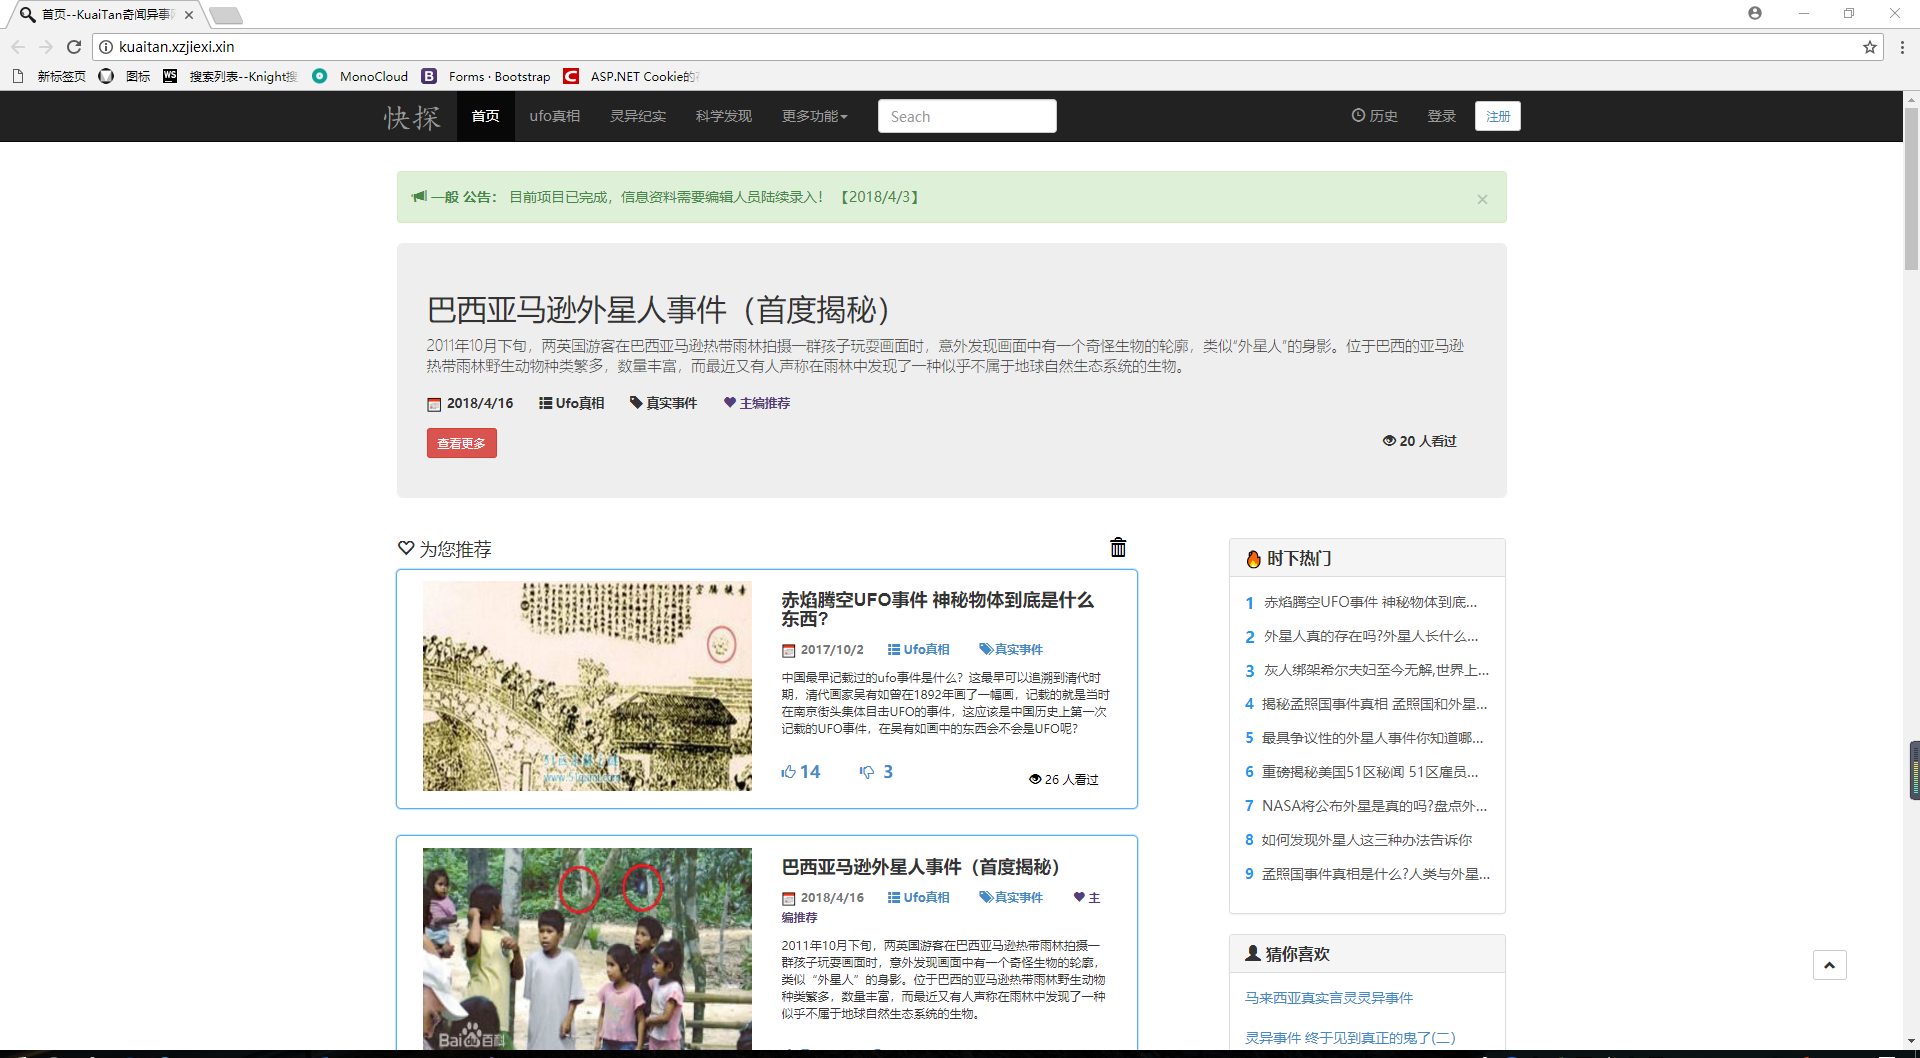 首页--KuaiTan奇闻异事
kuaitan.xzjiexi.xin
新标签页
图标
WS
搜索列表--Knight搜
MonoCloud
B
Forms · Bootstrap
C
ASP.NET Cookie的
快探
首页
ufo真相
灵异纪实
科学发现
更多功能
Seach
历史
登录
注册
一般 公告： 目前项目已完成，信息资料需要编辑人员陆续录入！ 【2018/4/3】
×
巴西亚马逊外星人事件（首度揭秘）
2011年10月下旬，两英国游客在巴西亚马逊热带雨林拍摄一群孩子玩耍画面时，意外发现画面中有一个奇怪生物的轮廓，类似“外星人”的身影。位于巴西的亚马逊
热带雨林野生动物种类繁多，数量丰富，而最近又有人声称在雨林中发现了一种似乎不属于地球自然生态系统的生物。
2018/4/16 Ufo真相 真实事件 主编推荐
查看更多
20 人看过
为您推荐
赤焰腾空UFO事件 神秘物体到底是什么
东西?
2017/10/2 Ufo真相 真实事件
中国最早记载过的ufo事件是什么？这最早可以追溯到清代时
期，清代画家吴有如曾在1892年画了一幅画，记载的就是当时
在南京街头集体目击UFO的事件，这应该是中国历史上第一次
记载的UFO事件，在吴有如画中的东西会不会是UFO呢?
14 3
26 人看过
巴西亚马逊外星人事件（首度揭秘）
2018/4/16 Ufo真相 真实事件 主
编推荐
2011年10月下旬，两英国游客在巴西亚马逊热带雨林拍摄一
群孩子玩耍画面时，意外发现画面中有一个奇怪生物的轮廓，
类似“外星人”的身影。位于巴西的亚马逊热带雨林野生动物
种类繁多，数量丰富，而最近又有人声称在雨林中发现了一种
似乎不属于地球自然生态系统的生物。
Bai百科
时下热门
1 赤焰腾空UFO事件 神秘物体到底...
2 外星人真的存在吗?外星人长什么...
3 灰人绑架希尔夫妇至今无解,世界上...
4 揭秘孟照国事件真相 孟照国和外星...
5 最具争议性的外星人事件你知道哪...
6 重磅揭秘美国51区秘闻 51区雇员...
7 NASA将公布外星是真的吗?盘点外...
8 如何发现外星人这三种办法告诉你
9 孟照国事件真相是什么?人类与外星...
猜你喜欢
马来西亚真实言灵灵异事件
灵异事件 终于见到真正的鬼了(二)